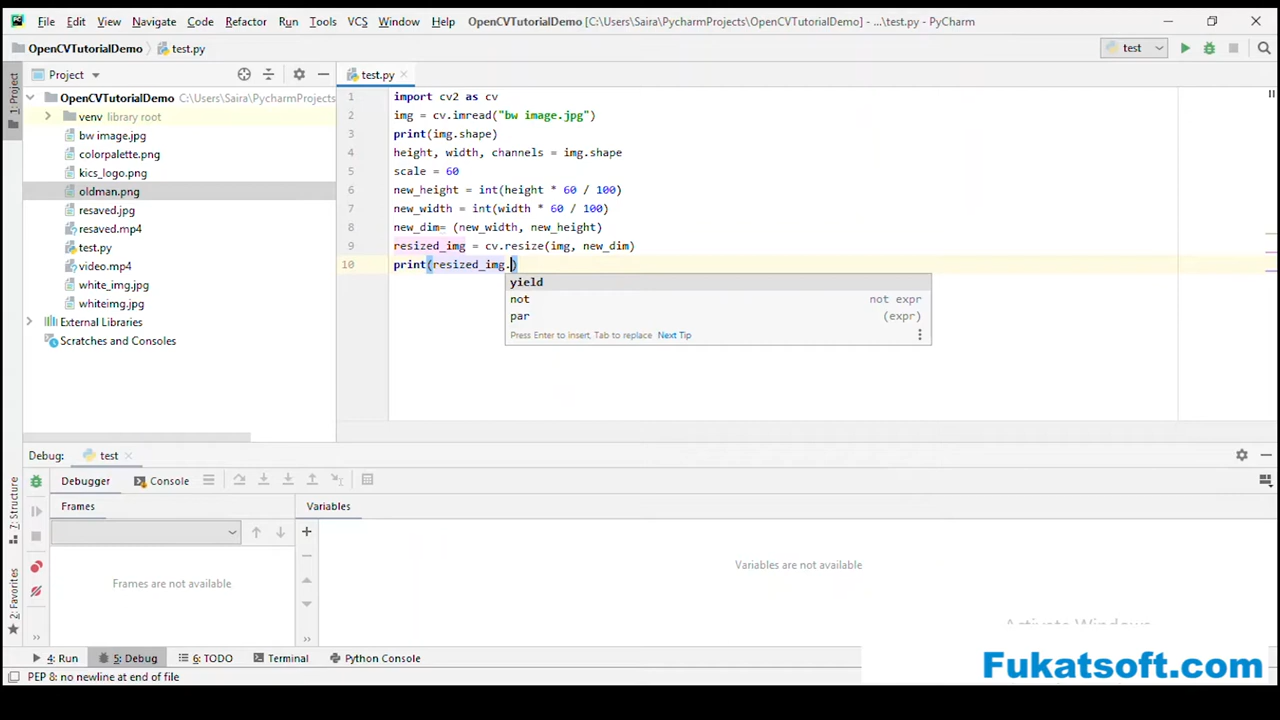 File Edit View Navigate Code Refactor Run Tools VCS Window Help OpenCVTutorialDemo [C:\Users\Saira\PycharmProjects\OpenCVTutorialDemo] - ...\test.py - PyCharm
OpenCVTutorialDemo test.py test
1: Project
Project
test.py
OpenCVTutorialDemo C:\Users\Saira\PycharmProjects
venv library root
bw image.jpg
colorpalette.png
kics_logo.png
oldman.png
resaved.jpg
resaved.mp4
test.py
video.mp4
white_img.jpg
whiteimg.jpg
External Libraries
Scratches and Consoles
1 import cv2 as cv
2 img = cv.imread("bw image.jpg")
3 print(img.shape)
4 height, width, channels = img.shape
5 scale = 60
6 new_height = int(height * 60 / 100)
7 new_width = int(width * 60 / 100)
8 new_dim= (new_width, new_height)
9 resized_img = cv.resize(img, new_dim)
10 print(resized_img.)
yield
not not expr
par (expr)
Press Enter to insert, Tab to replace Next Tip
Debug: test
Debugger Console
Frames Variables
Frames are not available
Variables are not available
7: Structure
2: Favorites
Activate Windows
4: Run 5: Debug 6: TODO Terminal Python Console
PEP 8: no newline at end of file
Fukatsoft.com